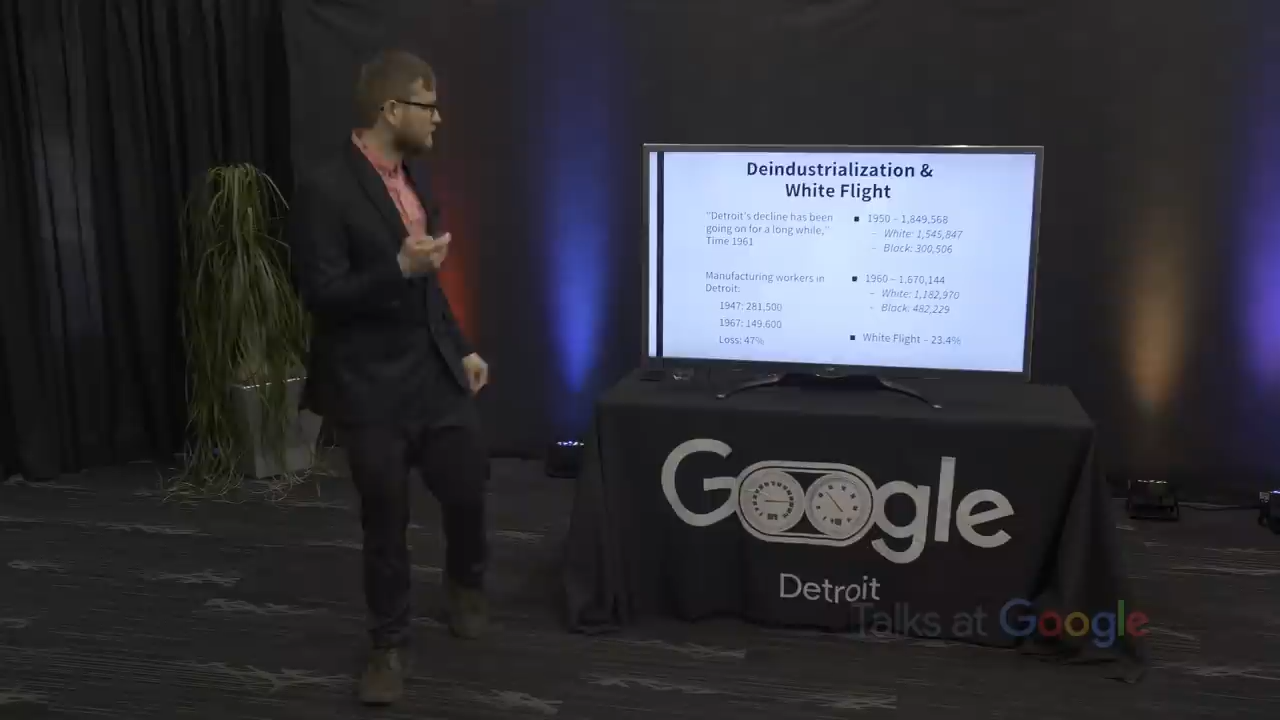 Deindustrialization &
White Flight
"Detroit's decline has been
going on for a long while,"
Time 1961
Manufacturing workers in
Detroit:
1947: 281,500
1967: 149,600
Loss: 47%
■ 1950 – 1,849,568
– White: 1,545,847
– Black: 300,506
■ 1960 – 1,670,144
– White: 1,182,970
– Black: 482,229
■ White Flight – 23.4%
Google
Detroit
Talks at Google